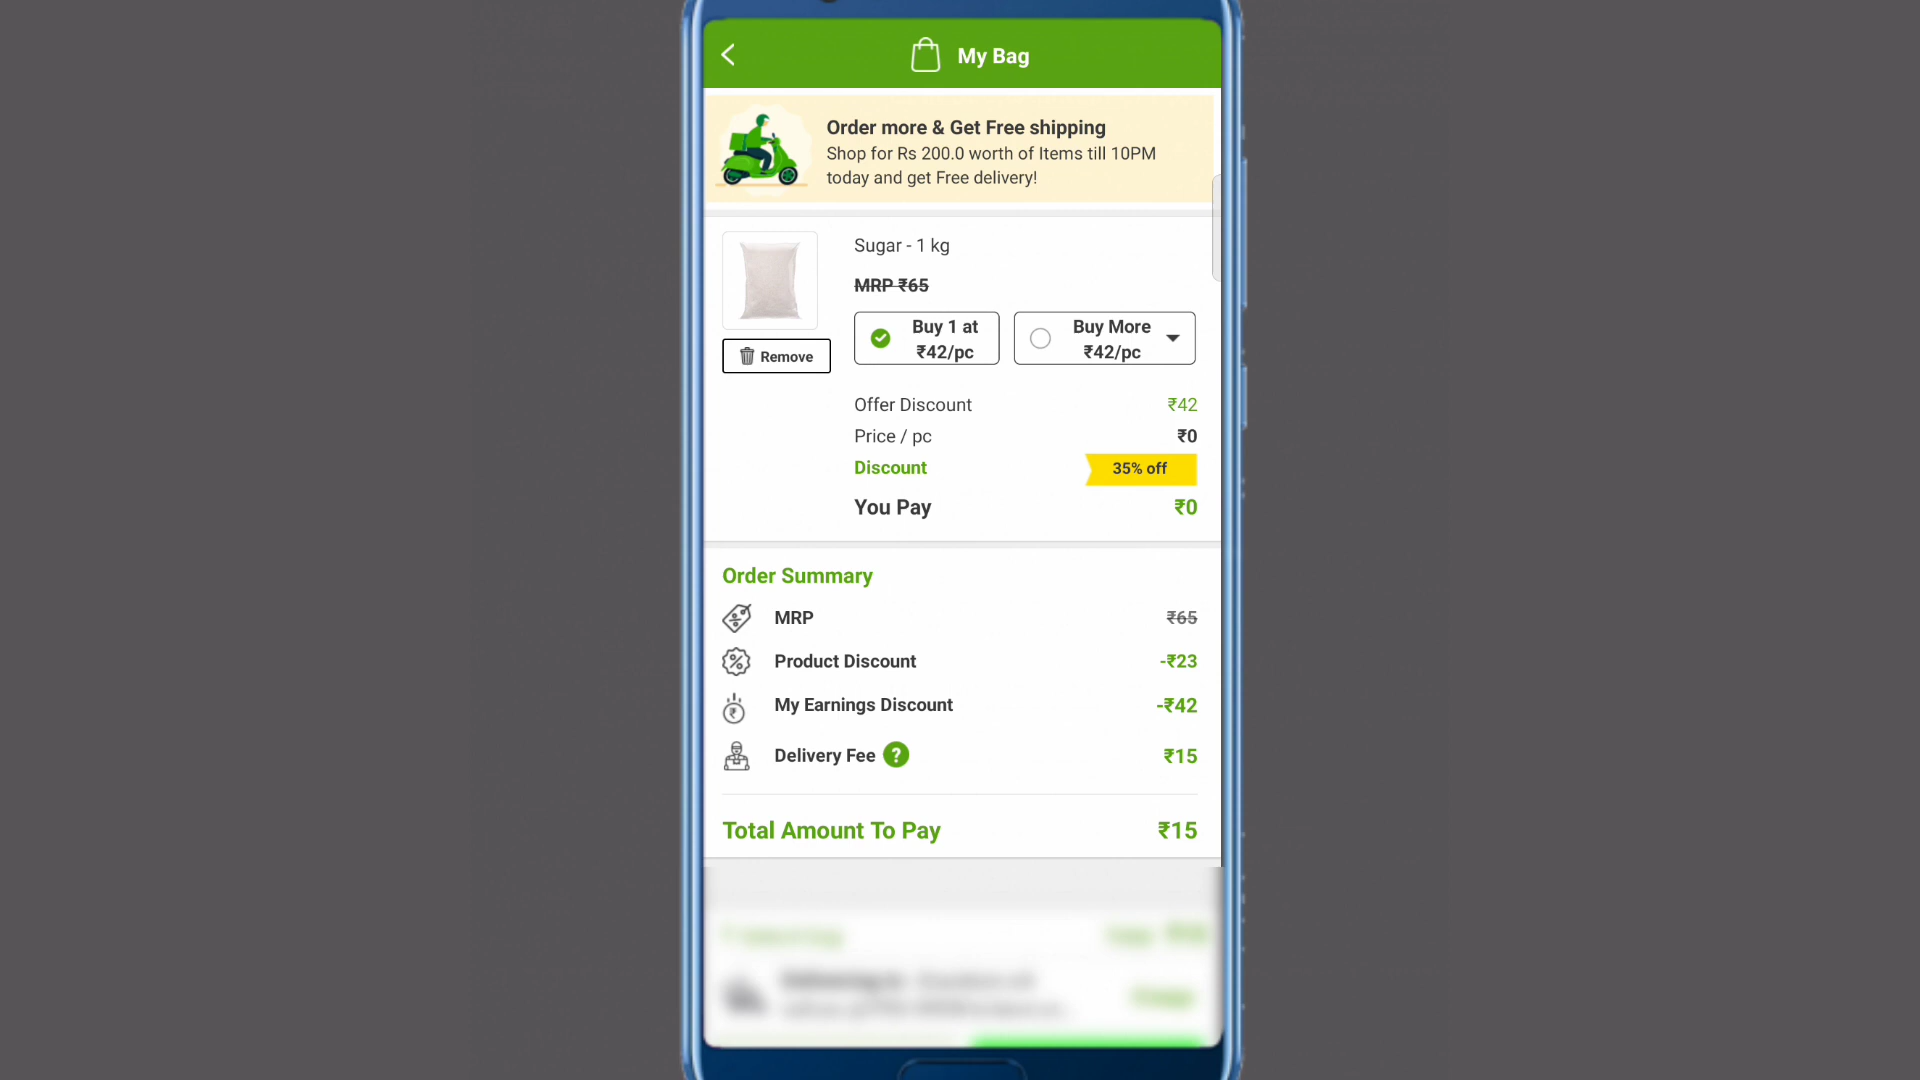 My Bag
Order more & Get Free shipping
Shop for Rs 200.0 worth of Items till 10PM
today and get Free delivery!
Sugar - 1 kg
MRP ₹65
Buy 1 at
₹42/pc
Buy More
₹42/pc
Remove
Offer Discount ₹42
Price / pc ₹0
Discount 35% off
You Pay ₹0
Order Summary
MRP ₹65
Product Discount -₹23
My Earnings Discount -₹42
Delivery Fee ? ₹15
Total Amount To Pay ₹15